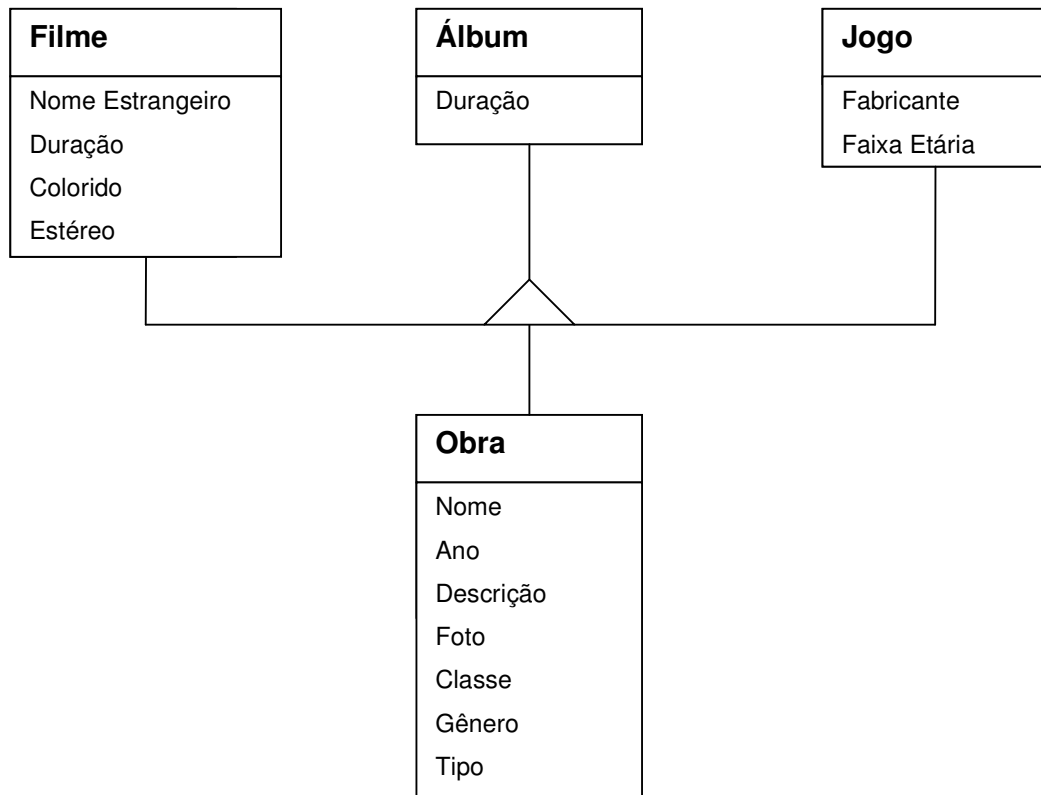 Filme
Nome Estrangeiro
Duração
Colorido
Estéreo
Álbum
Duração
Jogo
Fabricante
Faixa Etária
Obra
Nome
Ano
Descrição
Foto
Classe
Gênero
Tipo